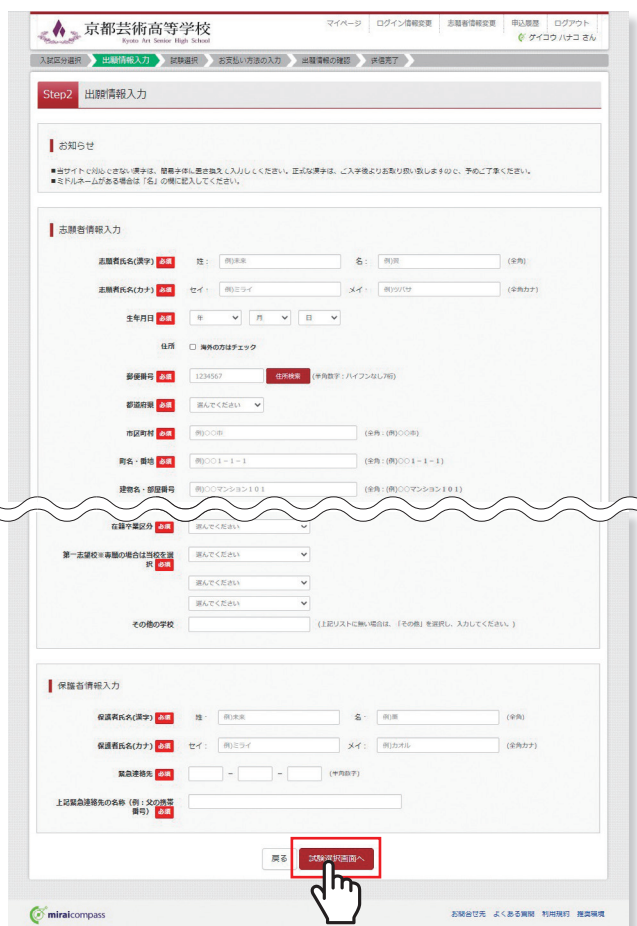 京都芸術高等学校
Kyoto Art Senior High School
マイページ ログイン情報変更 志願者情報変更 申込履歴 ログアウト
ケイコウ ハナコ さん
入試区分選択 出願情報入力 試験選択 お支払い方法の入力 出願情報の確認 送信完了
Step2 出願情報入力
お知らせ
■当サイトで対応できない漢字は、簡易字体に置き換えて入力してください。正式な漢字は、ご入学後よりお取り扱い致しますので、予めご了承ください。
■ミドルネームがある場合は「名」の欄に記入してください。
志願者情報入力
志願者氏名(漢字) 必須 姓： 例)未来 名： 例)翼 (全角)
志願者氏名(カナ) 必須 セイ： 例)ミライ メイ： 例)ツバサ (全角カナ)
生年月日 必須 年 月 日
住所 海外の方はチェック
郵便番号 必須 1234567 住所検索 (半角数字：ハイフンなし7桁)
都道府県 必須 選んでください
市区町村 必須 例)○○市 (全角：(例)○○市)
町名・番地 必須 例)○○１－１－１ (全角：(例)○○１－１－１)
建物名・部屋番号 例)○○マンション１０１ (全角：(例)○○マンション１０１)
在籍卒業区分 必須 選んでください
第一志望校※専願の場合は当校を選択 必須 選んでください
選んでください
選んでください
その他の学校 (上記リストに無い場合は、「その他」を選択し、入力してください。)
保護者情報入力
保護者氏名(漢字) 必須 姓： 例)未来 名： (全角)
保護者氏名(カナ) 必須 セイ： 例)ミライ メイ： 例)カオル (全角カナ)
緊急連絡先 必須 － － (半角数字)
上記緊急連絡先の名称（例：父の携帯
番号） 必須
戻る 試験選択画面へ
miraicompass お問合せ先 よくある質問 利用規約 推奨環境